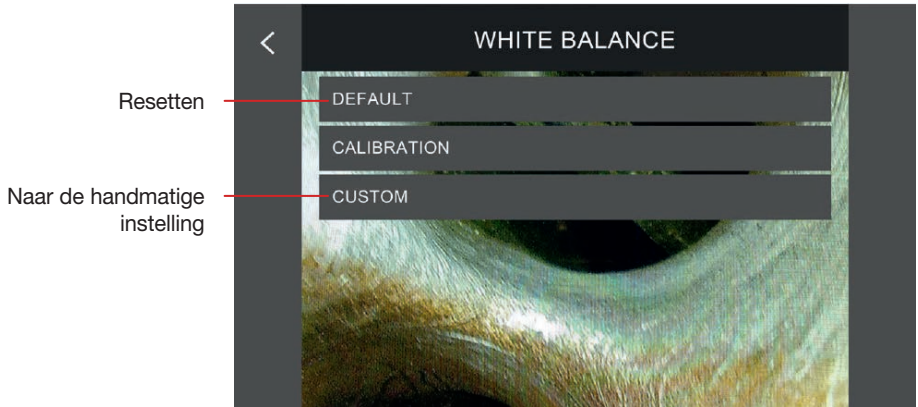 WHITE BALANCE
Resetten
DEFAULT
CALIBRATION
Naar de handmatige
instelling
CUSTOM